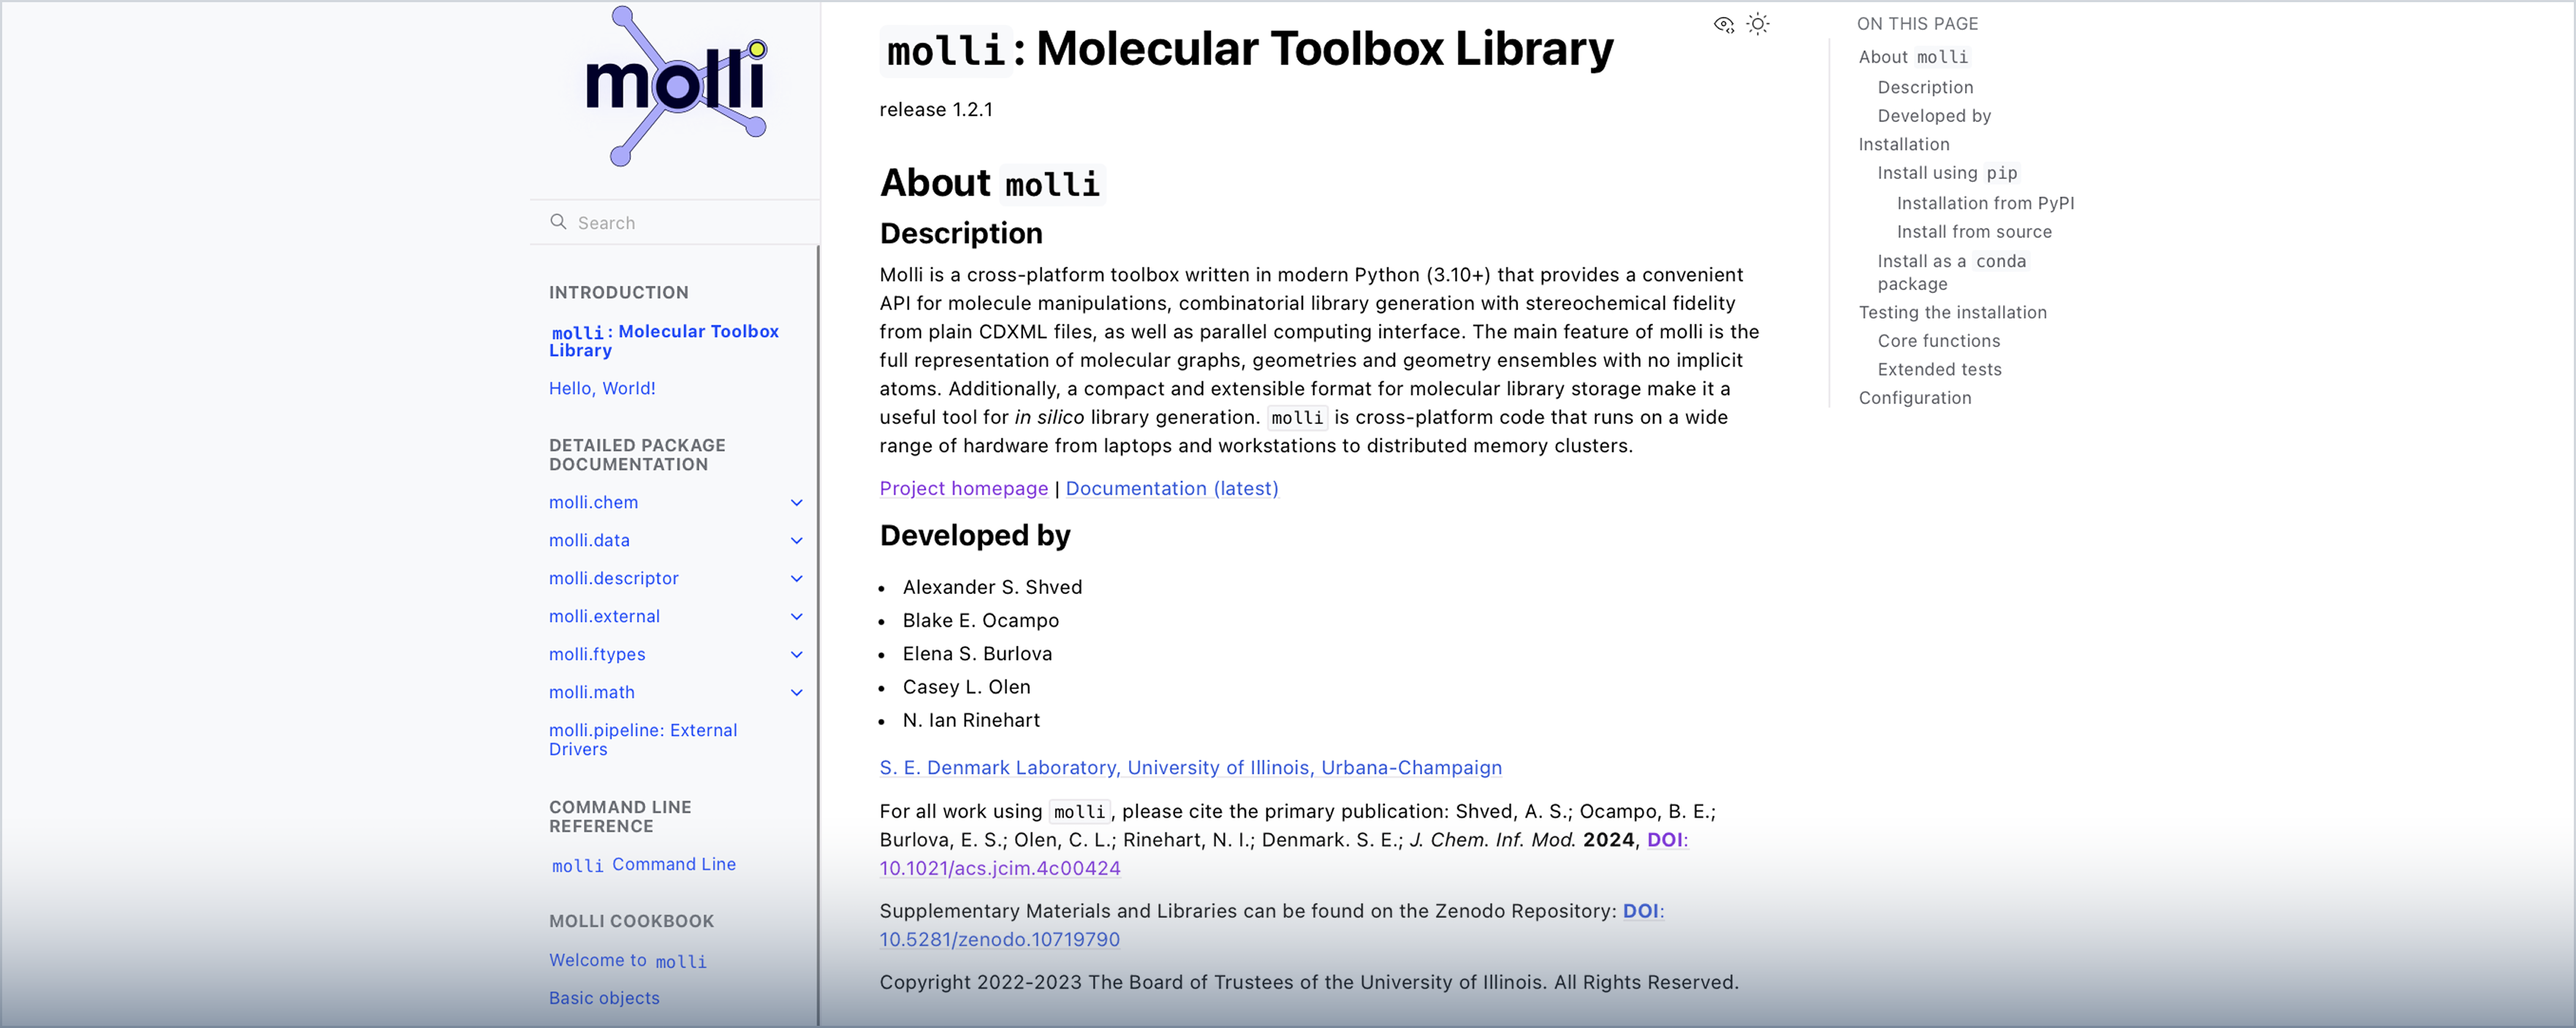 molli
Search
INTRODUCTION
molli: Molecular Toolbox
Library
Hello, World!
DETAILED PACKAGE
DOCUMENTATION
molli.chem
molli.data
molli.descriptor
molli.external
molli.ftypes
molli.math
molli.pipeline: External
Drivers
COMMAND LINE
REFERENCE
molli Command Line
MOLLI COOKBOOK
Welcome to molli
Basic objects
molli: Molecular Toolbox Library
release 1.2.1
About molli
Description
Molli is a cross-platform toolbox written in modern Python (3.10+) that provides a convenient
API for molecule manipulations, combinatorial library generation with stereochemical fidelity
from plain CDXML files, as well as parallel computing interface. The main feature of molli is the
full representation of molecular graphs, geometries and geometry ensembles with no implicit
atoms. Additionally, a compact and extensible format for molecular library storage make it a
useful tool for in silico library generation. molli is cross-platform code that runs on a wide
range of hardware from laptops and workstations to distributed memory clusters.
Project homepage | Documentation (latest)
Developed by
• Alexander S. Shved
• Blake E. Ocampo
• Elena S. Burlova
• Casey L. Olen
• N. Ian Rinehart
S. E. Denmark Laboratory, University of Illinois, Urbana-Champaign
For all work using molli, please cite the primary publication: Shved, A. S.; Ocampo, B. E.;
Burlova, E. S.; Olen, C. L.; Rinehart, N. I.; Denmark. S. E.; J. Chem. Inf. Mod. 2024, DOI:
10.1021/acs.jcim.4c00424
Supplementary Materials and Libraries can be found on the Zenodo Repository: DOI:
10.5281/zenodo.10719790
Copyright 2022-2023 The Board of Trustees of the University of Illinois. All Rights Reserved.
ON THIS PAGE
About molli
Description
Developed by
Installation
Install using pip
Installation from PyPI
Install from source
Install as a conda
package
Testing the installation
Core functions
Extended tests
Configuration